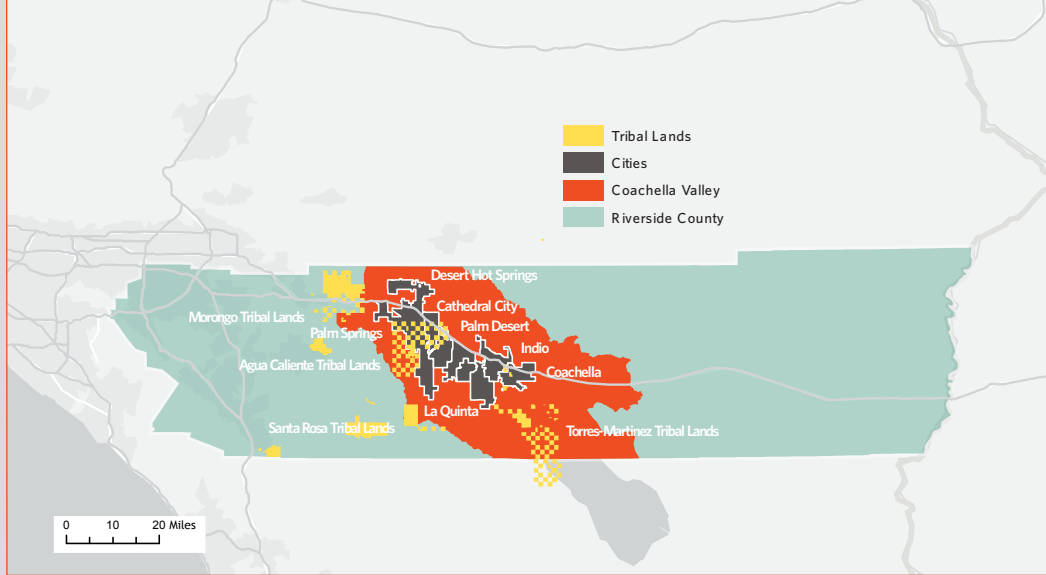 Tribal Lands
Cities
Coachella Valley
Riverside County
Desert Hot Springs
Cathedral City
Morongo Tribal Lands
Palm Desert
Palm Springs
Indio
Agua Caliente Tribal Lands
Coachella
La Quinta
Santa Rosa Tribal Lands
Torres-Martinez Tribal Lands
0 10 20 Miles